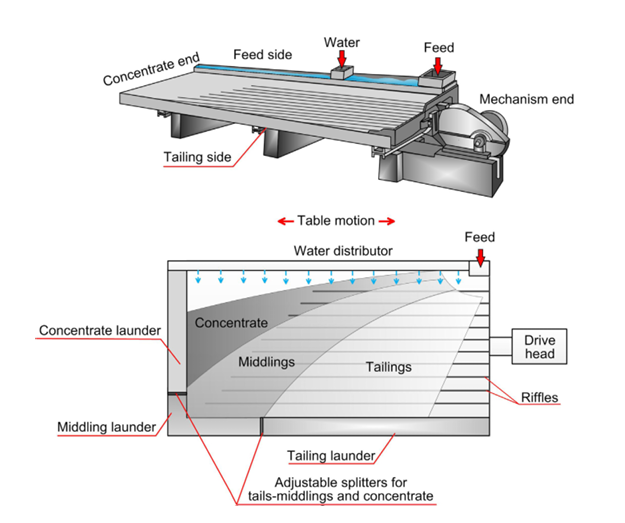 Water
Feed
Feed side
Concentrate end
Mechanism end
Tailing side
Table motion
Feed
Water distributor
Concentrate
Concentrate launder
Drive
head
Middlings
Tailings
Riffles
Middling launder
Tailing launder
Adjustable splitters for
tails-middlings and concentrate